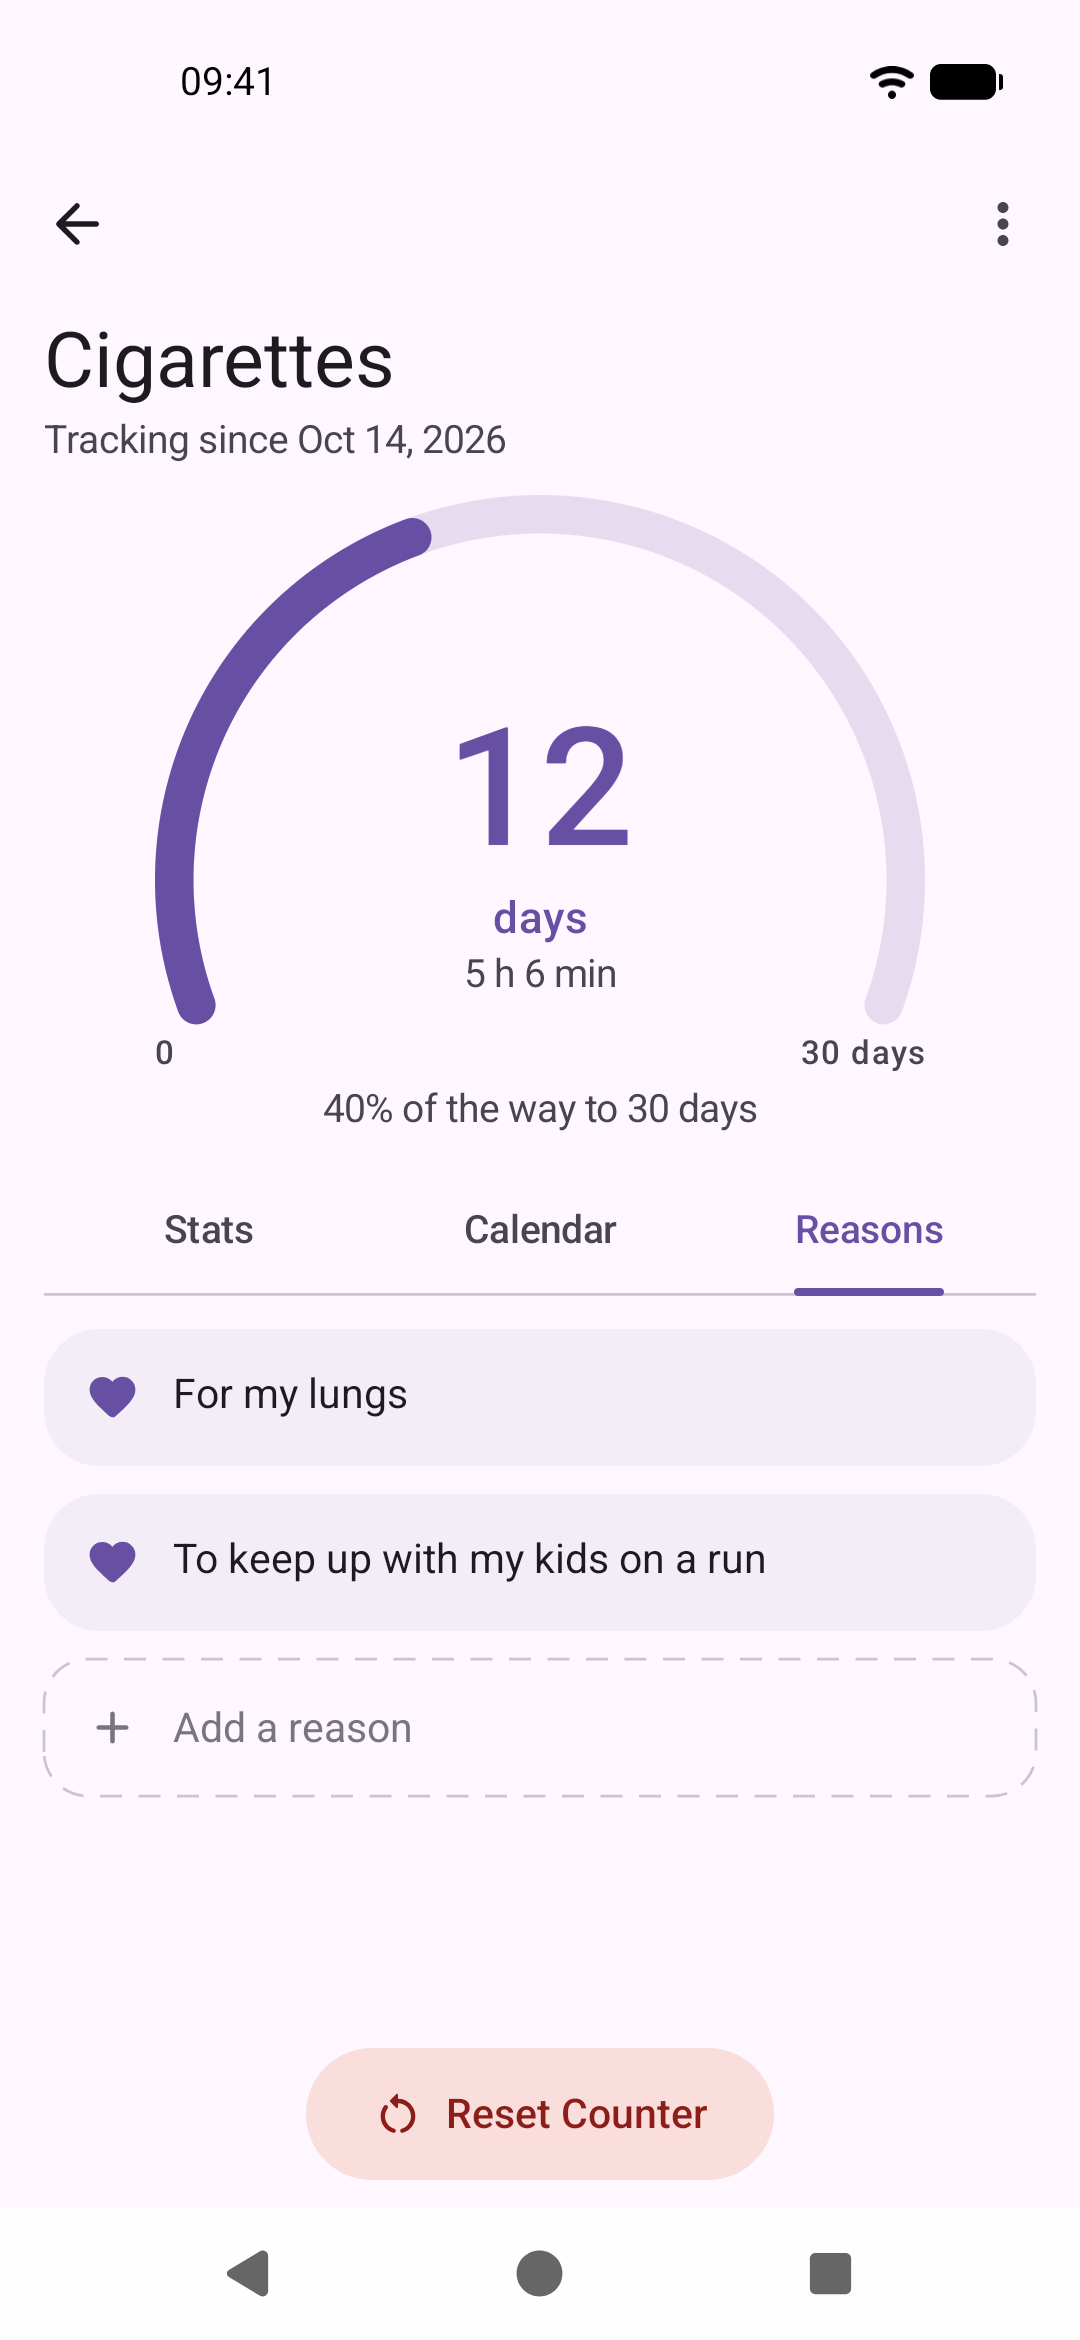 09:41
Cigarettes
Tracking since Oct 14, 2026
12
days
5 h 6 min
0
30 days
40% of the way to 30 days
Stats
Calendar
Reasons
For my lungs
To keep up with my kids on a run
Add a reason
Reset Counter